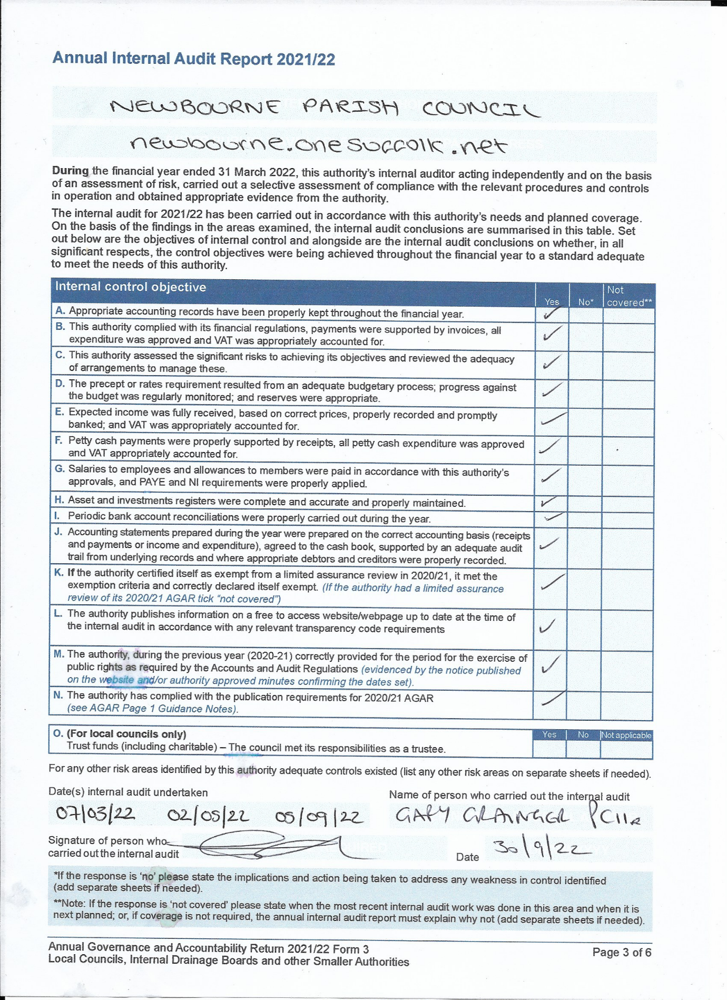 Annual Internal Audit Report 2021/22
NEWBOURNE PARISH COUNCIL
newbourne.onesuffolk.net
During the financial year ended 31 March 2022, this authority's internal auditor acting independently and on the basis
of an assessment of risk, carried out a selective assessment of compliance with the relevant procedures and controls
in operation and obtained appropriate evidence from the authority.
The internal audit for 2021/22 has been carried out in accordance with this authority's needs and planned coverage.
On the basis of the findings in the areas examined, the internal audit conclusions are summarised in this table. Set
out below are the objectives of internal control and alongside are the internal audit conclusions on whether, in all
significant respects, the control objectives were being achieved throughout the financial year to a standard adequate
to meet the needs of this authority.
Internal control objective Yes No* Not covered**
A. Appropriate accounting records have been properly kept throughout the financial year. ✓
B. This authority complied with its financial regulations, payments were supported by invoices, all
expenditure was approved and VAT was appropriately accounted for. ✓
C. This authority assessed the significant risks to achieving its objectives and reviewed the adequacy
of arrangements to manage these. ✓
D. The precept or rates requirement resulted from an adequate budgetary process; progress against
the budget was regularly monitored; and reserves were appropriate. ✓
E. Expected income was fully received, based on correct prices, properly recorded and promptly
banked; and VAT was appropriately accounted for. ✓
F. Petty cash payments were properly supported by receipts, all petty cash expenditure was approved
and VAT appropriately accounted for. ✓
G. Salaries to employees and allowances to members were paid in accordance with this authority's
approvals, and PAYE and NI requirements were properly applied. ✓
H. Asset and investments registers were complete and accurate and properly maintained. ✓
I. Periodic bank account reconciliations were properly carried out during the year. ✓
J. Accounting statements prepared during the year were prepared on the correct accounting basis (receipts
and payments or income and expenditure), agreed to the cash book, supported by an adequate audit
trail from underlying records and where appropriate debtors and creditors were properly recorded. ✓
K. If the authority certified itself as exempt from a limited assurance review in 2020/21, it met the
exemption criteria and correctly declared itself exempt. (If the authority had a limited assurance
review of its 2020/21 AGAR tick "not covered") ✓
L. The authority publishes information on a free to access website/webpage up to date at the time of
the internal audit in accordance with any relevant transparency code requirements ✓
M. The authority, during the previous year (2020-21) correctly provided for the period for the exercise of
public rights as required by the Accounts and Audit Regulations (evidenced by the notice published
on the website and/or authority approved minutes confirming the dates set). ✓
N. The authority has complied with the publication requirements for 2020/21 AGAR
(see AGAR Page 1 Guidance Notes). ✓
O. (For local councils only) Yes No Not applicable
Trust funds (including charitable) – The council met its responsibilities as a trustee.
For any other risk areas identified by this authority adequate controls existed (list any other risk areas on separate sheets if needed).
Date(s) internal audit undertaken
07/03/22 02/05/22 05/09/22
Name of person who carried out the internal audit
GARY GRAINGER
Signature of person who
carried out the internal audit
Date 30/9/22
*If the response is 'no' please state the implications and action being taken to address any weakness in control identified
(add separate sheets if needed).
**Note: If the response is 'not covered' please state when the most recent internal audit work was done in this area and when it is
next planned; or, if coverage is not required, the annual internal audit report must explain why not (add separate sheets if needed).
Annual Governance and Accountability Return 2021/22 Form 3
Local Councils, Internal Drainage Boards and other Smaller Authorities
Page 3 of 6